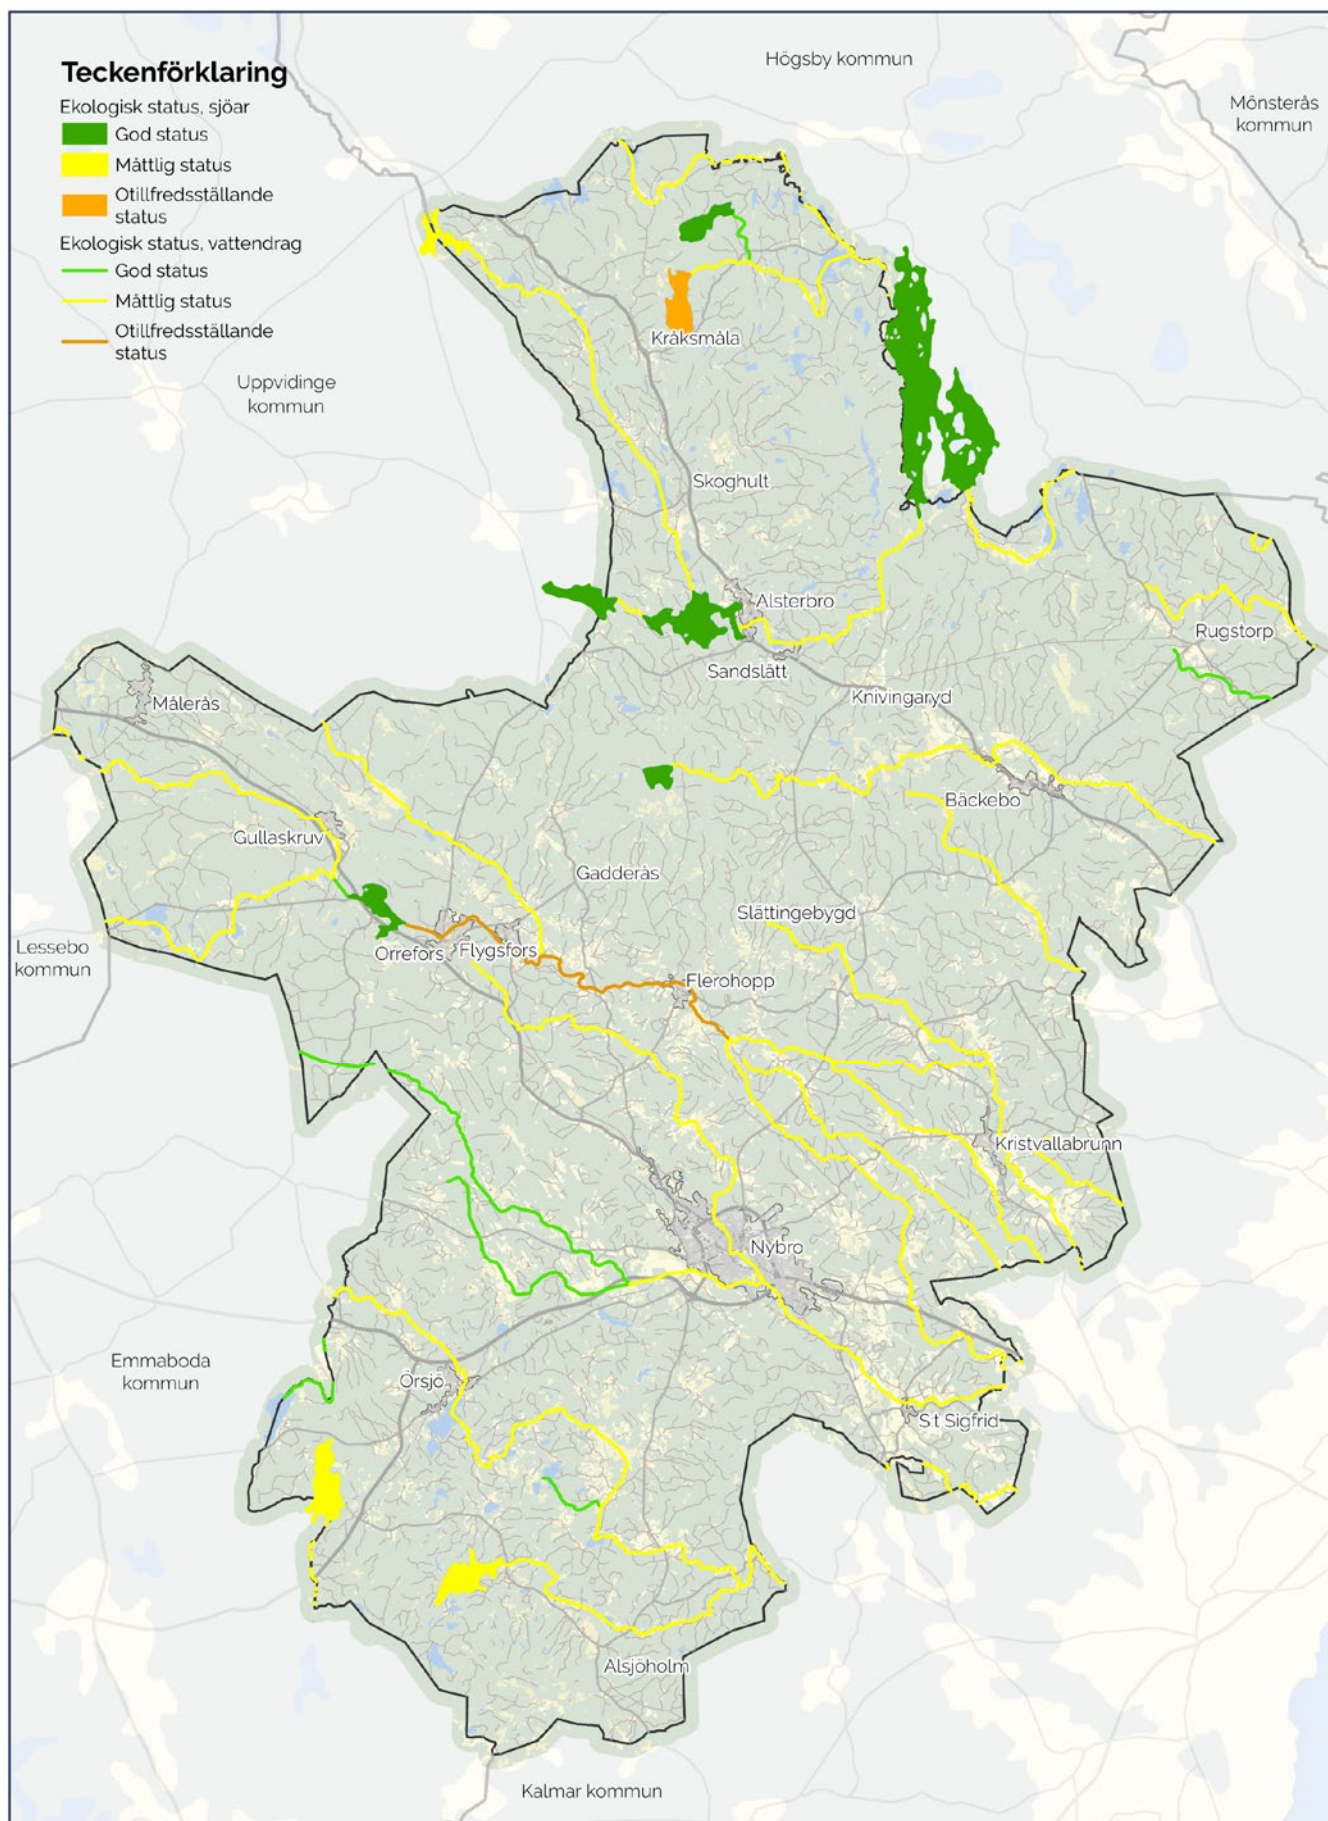 Teckenförklaring
Ekologisk status, sjöar
God status
Måttlig status
Otillfredsställande
status
Ekologisk status, vattendrag
God status
Måttlig status
Otillfredsställande
status
Högsby kommun
Mönsterås
kommun
Uppvidinge
kommun
Kråksmåla
Skoghult
Alsterbro
Rugstorp
Sandslätt
Knivingaryd
Målerås
Bäckebo
Gullaskruv
Gadderås
Slättingebygd
Lessebo
kommun
Orrefors
Flygsfors
Flerohopp
Kristvallabrunn
Nybro
Emmaboda
kommun
Örsjö
S:t Sigfrid
Alsjöholm
Kalmar kommun